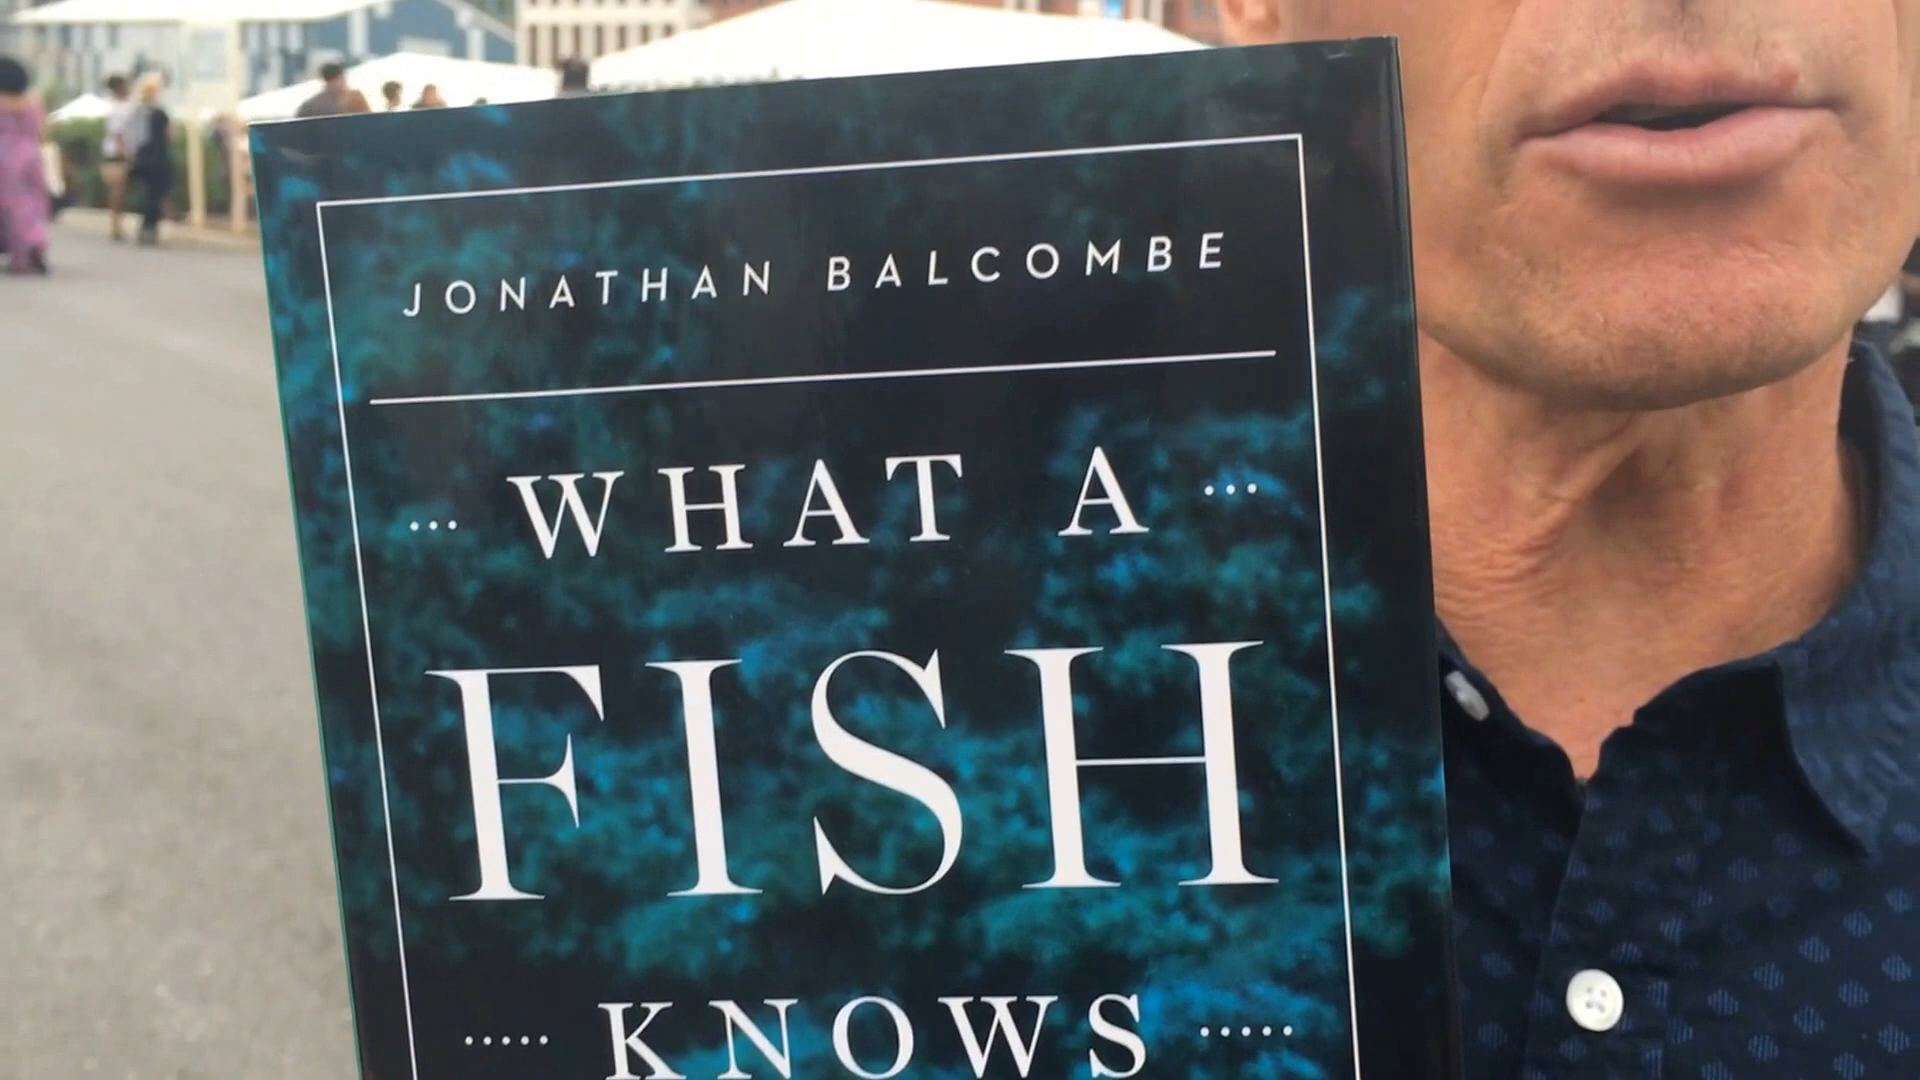 JONATHAN BALCOMBE
... WHAT A ...
FISH
..... KNOWS .....